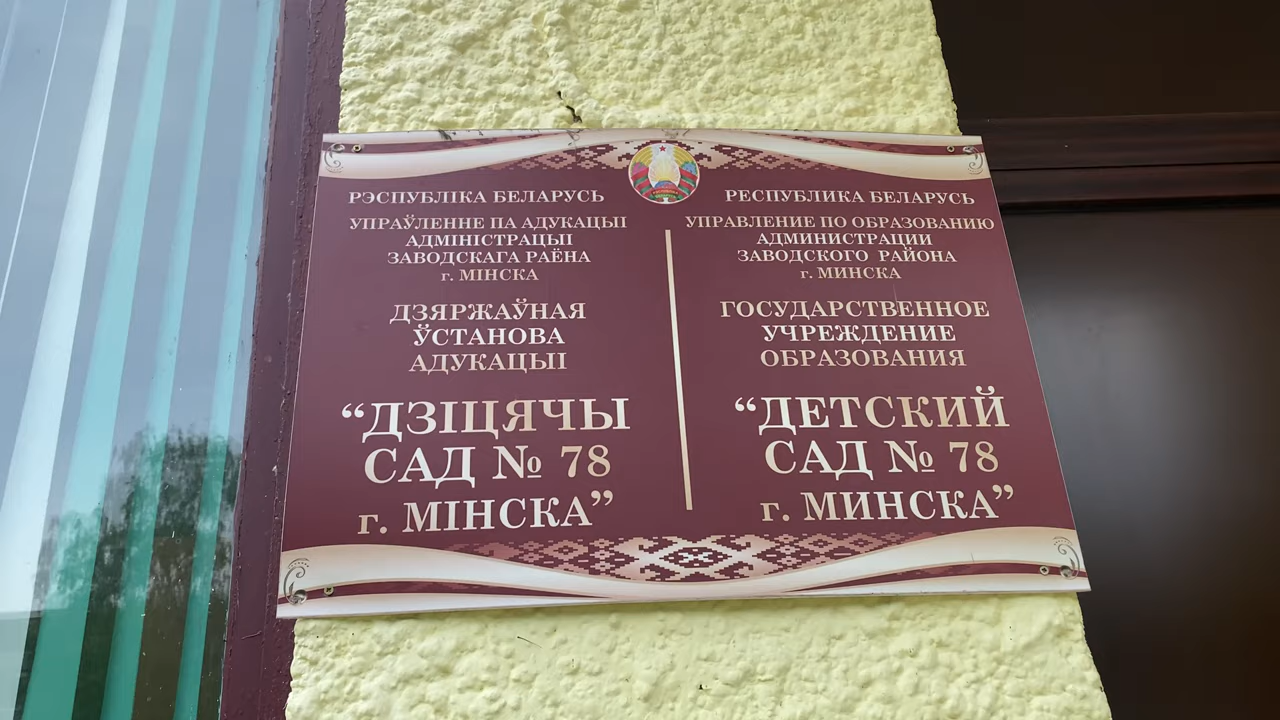 РЭСПУБЛІКА БЕЛАРУСЬ
УПРАЎЛЕННЕ ПА АДУКАЦЫІ
АДМІНІСТРАЦЫІ
ЗАВОДСКАГА РАЁНА
г. МІНСКА
ДЗЯРЖАЎНАЯ
ЎСТАНОВА
АДУКАЦЫІ
“ДЗІЦЯЧЫ
САД № 78
г. МІНСКА”
РЕСПУБЛИКА БЕЛАРУСЬ
УПРАВЛЕНИЕ ПО ОБРАЗОВАНИЮ
АДМИНИСТРАЦИИ
ЗАВОДСКОГО РАЙОНА
г. МИНСКА
ГОСУДАРСТВЕННОЕ
УЧРЕЖДЕНИЕ
ОБРАЗОВАНИЯ
“ДЕТСКИЙ
САД № 78
г. МИНСКА”